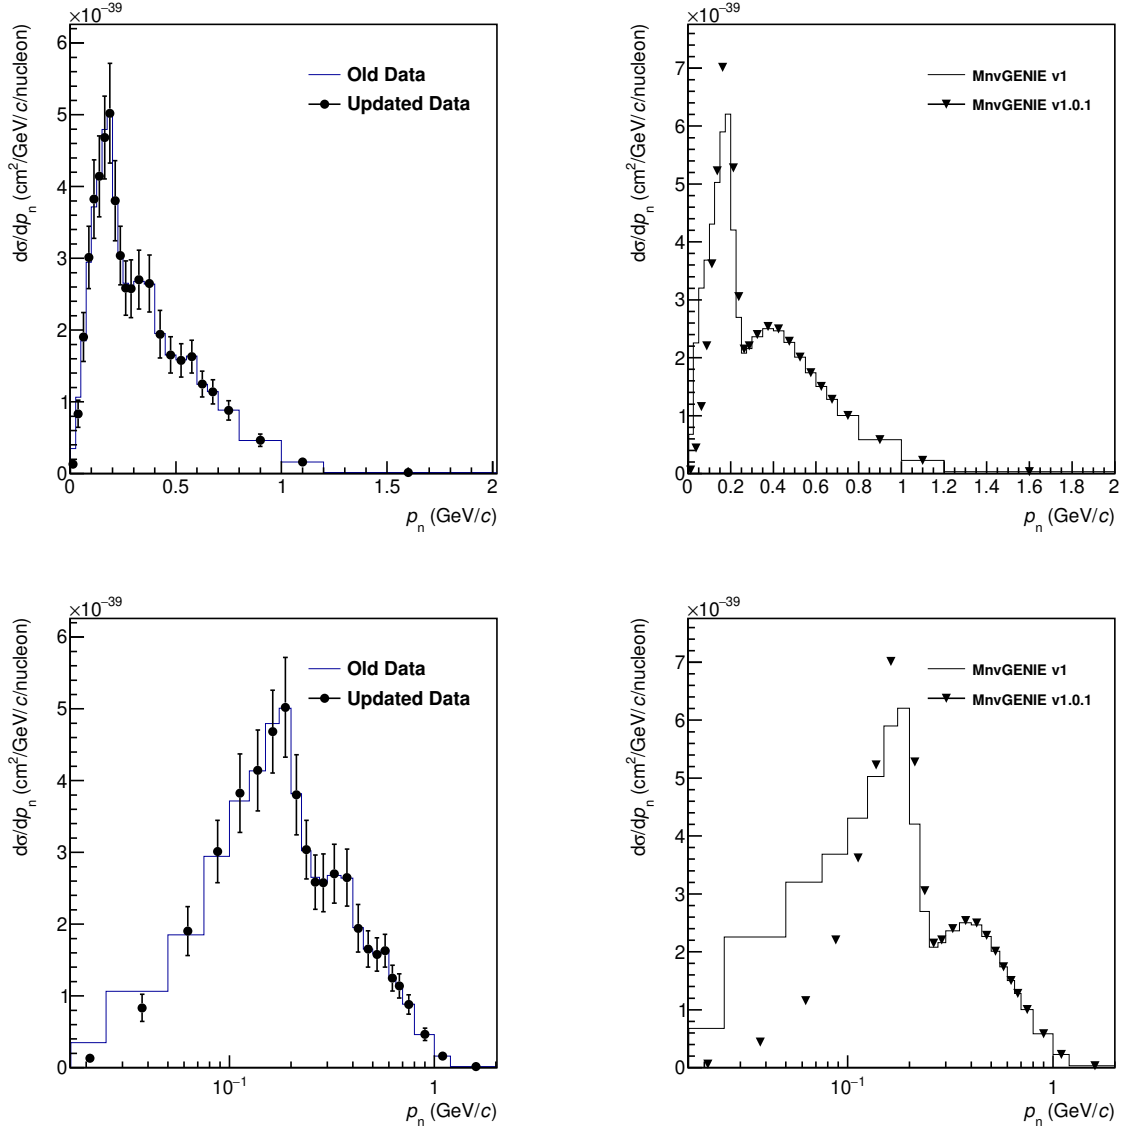 ×10⁻³⁹
dσ/dpₙ (cm²/GeV/c/nucleon)
6
5
4
3
2
1
0
Old Data
Updated Data
0 0.5 1 1.5 2
pₙ (GeV/c)
×10⁻³⁹
dσ/dpₙ (cm²/GeV/c/nucleon)
7
6
5
4
3
2
1
0
MnvGENIE v1
MnvGENIE v1.0.1
0 0.2 0.4 0.6 0.8 1 1.2 1.4 1.6 1.8 2
pₙ (GeV/c)
×10⁻³⁹
dσ/dpₙ (cm²/GeV/c/nucleon)
6
5
4
3
2
1
0
Old Data
Updated Data
10⁻¹ 1
pₙ (GeV/c)
×10⁻³⁹
dσ/dpₙ (cm²/GeV/c/nucleon)
7
6
5
4
3
2
1
0
MnvGENIE v1
MnvGENIE v1.0.1
10⁻¹ 1
pₙ (GeV/c)